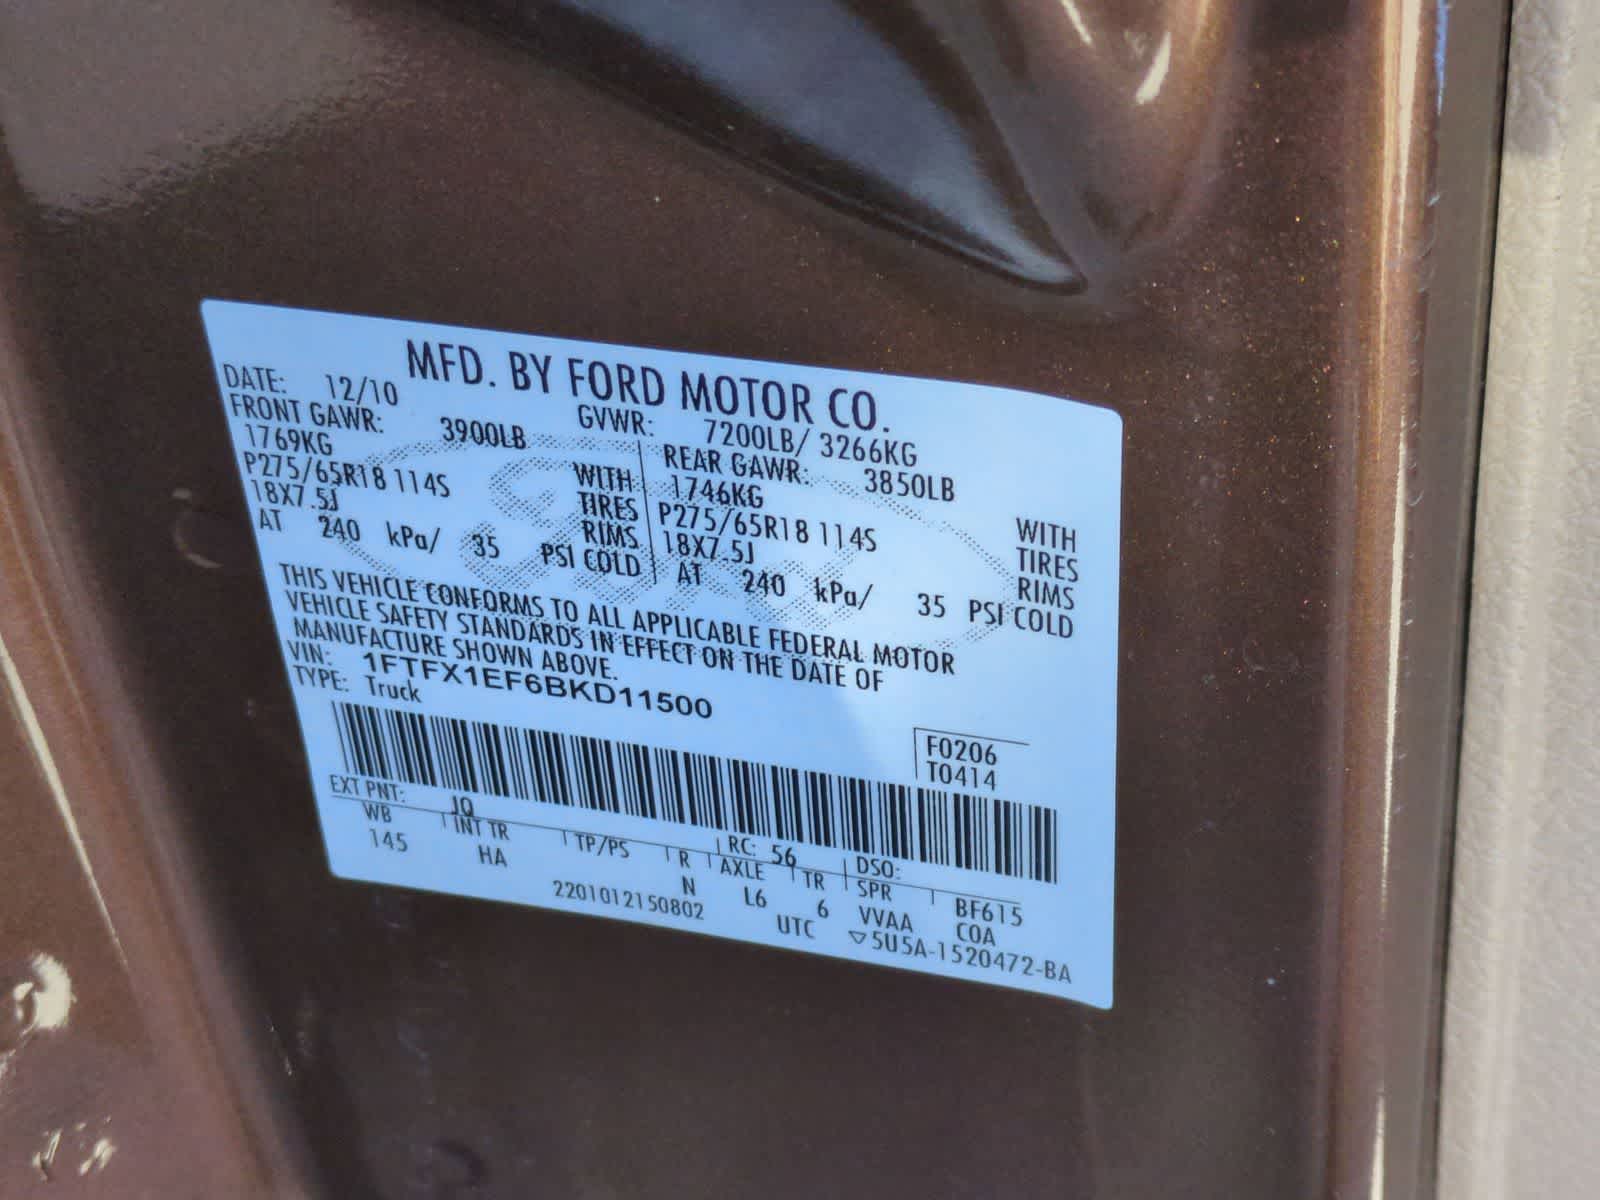 MFD. BY FORD MOTOR CO.
DATE: 12/10 GVWR: 7200LB/ 3266KG
FRONT GAWR: 3900LB REAR GAWR: 3850LB
1769KG WITH 1746KG WITH
P275/65R18 114S TIRES P275/65R18 114S TIRES
18X7.5J RIMS 18X7.5J RIMS
AT 240 kPa/ 35 PSI COLD AT 240 kPa/ 35 PSI COLD
THIS VEHICLE CONFORMS TO ALL APPLICABLE FEDERAL MOTOR
VEHICLE SAFETY STANDARDS IN EFFECT ON THE DATE OF
MANUFACTURE SHOWN ABOVE.
VIN: 1FTFX1EF6BKD11500
TYPE: Truck
F0206
T0414
EXT PNT: JQ RC: 56 DSO:
WB INT TR TP/PS R AXLE TR SPR BF615
145 HA N L6 6 VVAA COA
2201012150802 UTC ▽5U5A-1520472-BA